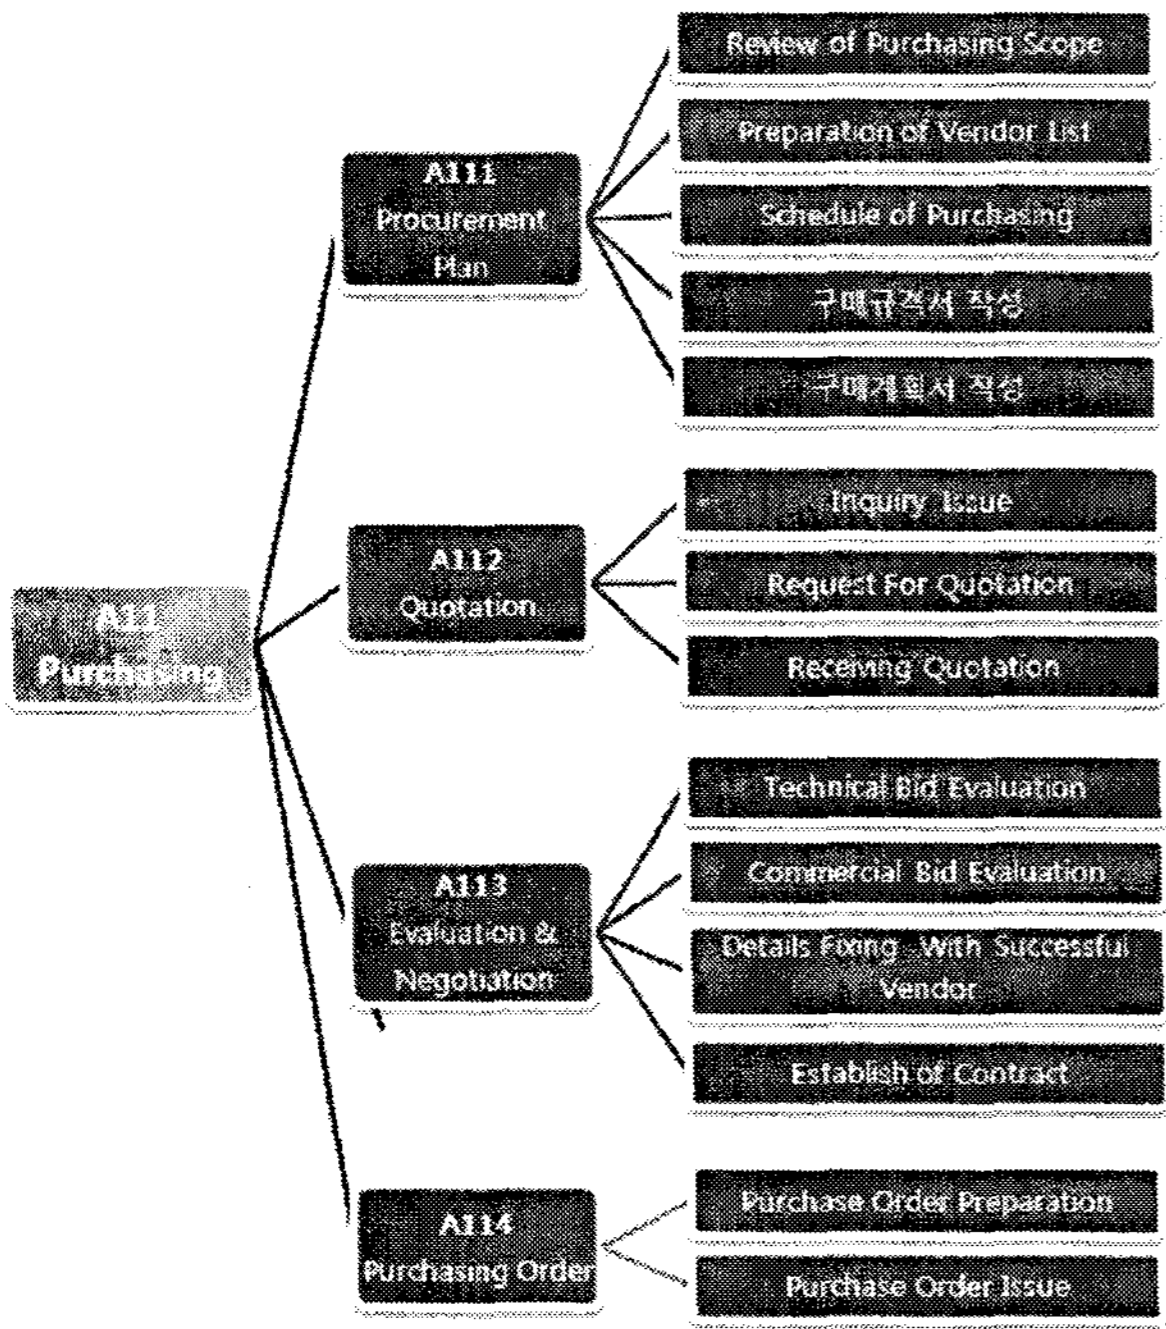 Review of Purchasing Scope
Preparation of Vendor List
A111
Procurement
Plan
Schedule of Purchasing
구매규격서 작성
구매계획서 작성
Inquiry Issue
A112
Quotation
Request For Quotation
Receiving Quotation
A11
Purchasing
Technical Bid Evaluation
Commercial Bid Evaluation
A113
Evaluation &
Negotiation
Details Fixing With Successful
Vendor
Establish of Contract
Purchase Order Preparation
A114
Purchasing Order
Purchase Order Issue